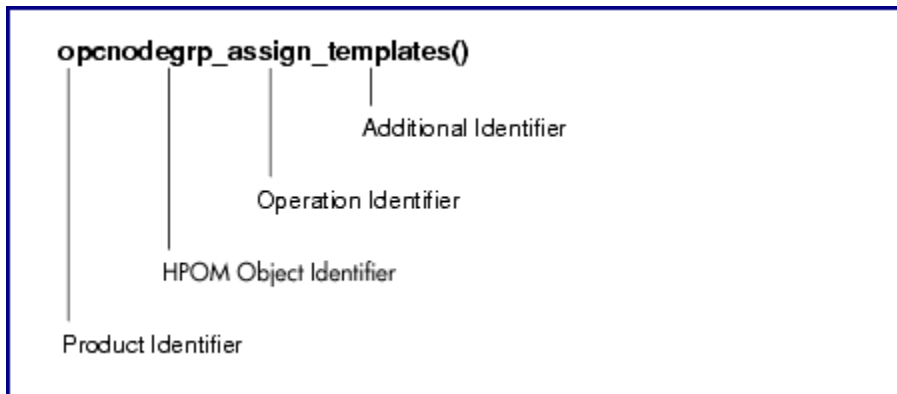 opcnodegrp_assign_templates()
Additional Identifier
Operation Identifier
HPOM Object Identifier
Product Identifier